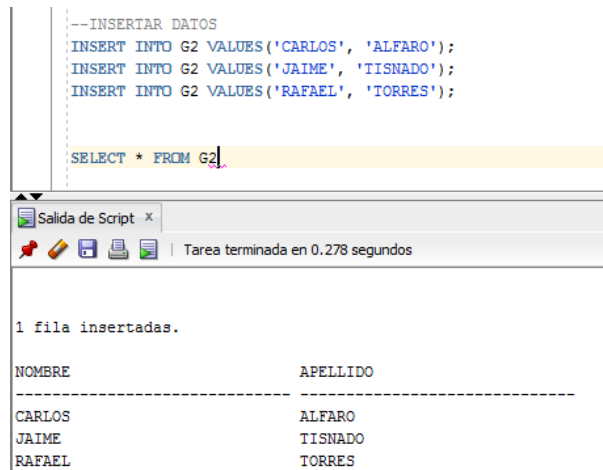 --INSERTAR DATOS
INSERT INTO G2 VALUES('CARLOS', 'ALFARO');
INSERT INTO G2 VALUES('JAIME', 'TISNADO');
INSERT INTO G2 VALUES('RAFAEL', 'TORRES');
SELECT * FROM G2
Salida de Script x
Tarea terminada en 0.278 segundos
1 fila insertadas.
NOMBRE APELLIDO
------------------------------ ------------------------------
CARLOS ALFARO
JAIME TISNADO
RAFAEL TORRES